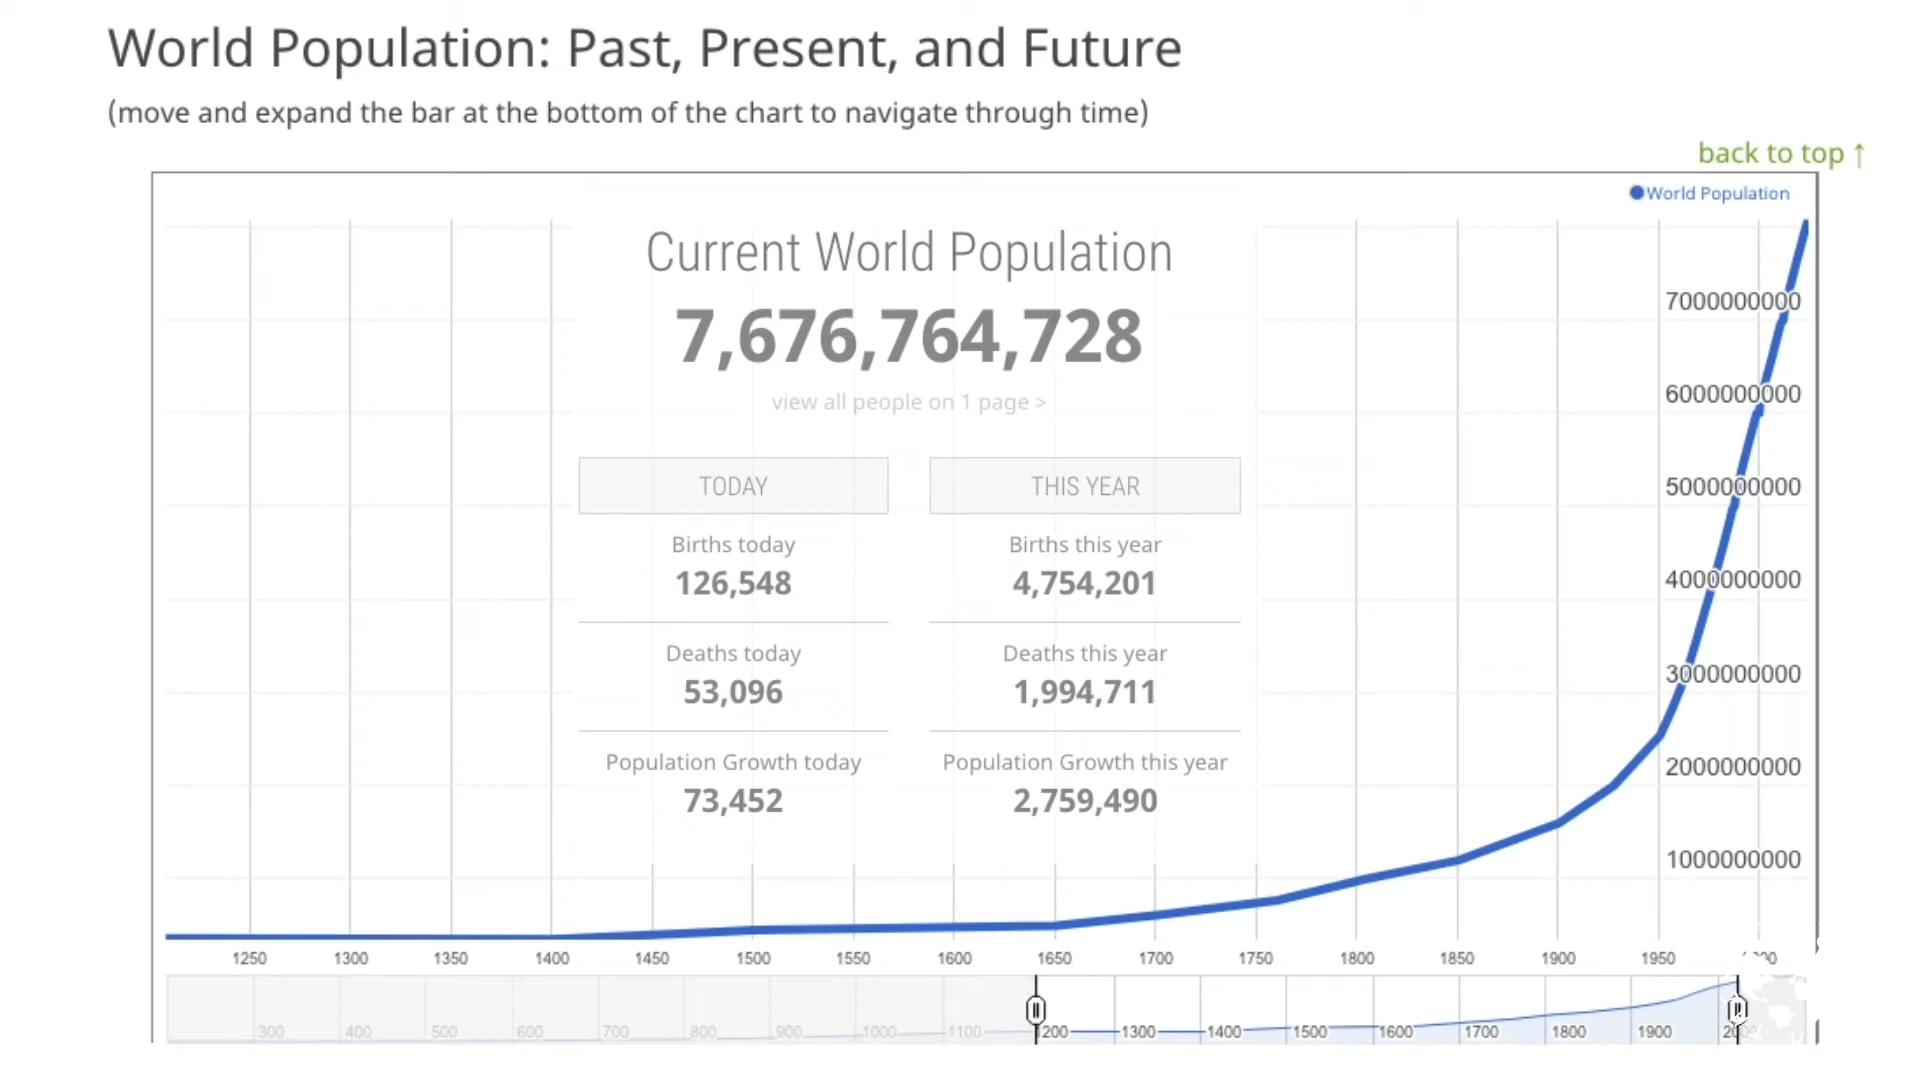 World Population: Past, Present, and Future
(move and expand the bar at the bottom of the chart to navigate through time)
back to top ↑
World Population
Current World Population
7,676,764,728
view all people on 1 page >
TODAY THIS YEAR
Births today Births this year
126,548 4,754,201
Deaths today Deaths this year
53,096 1,994,711
Population Growth today Population Growth this year
73,452 2,759,490
7000000000
6000000000
5000000000
4000000000
3000000000
2000000000
1000000000
1250 1300 1350 1400 1450 1500 1550 1600 1650 1700 1750 1800 1850 1900 1950
300 400 500 600 700 800 900 1000 1100 1200 1300 1400 1500 1600 1700 1800 1900